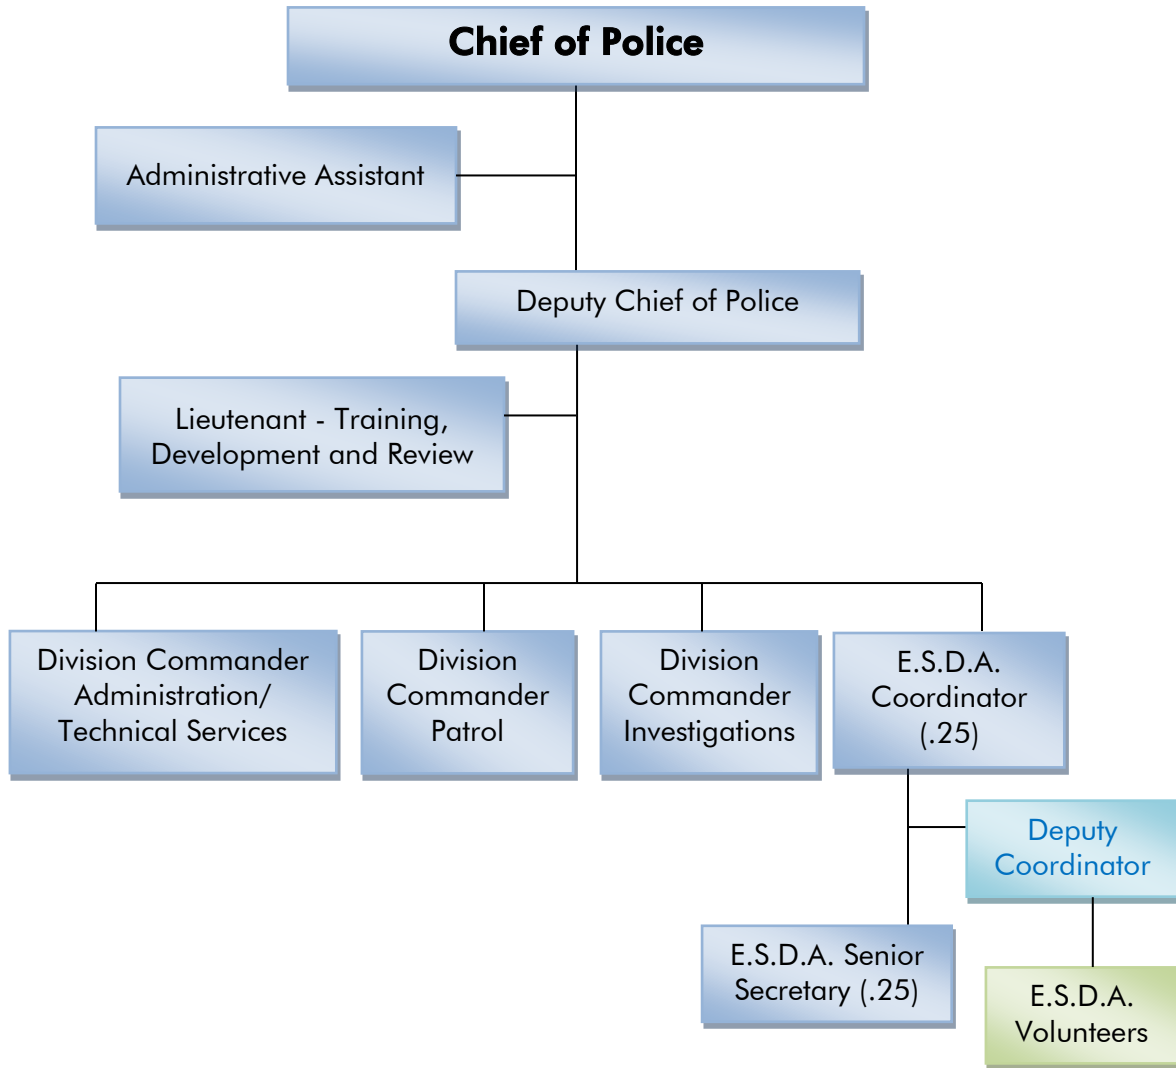 Chief of Police
Administrative Assistant
Deputy Chief of Police
Lieutenant - Training,
Development and Review
Division Commander
Administration/
Technical Services
Division
Commander
Patrol
Division
Commander
Investigations
E.S.D.A.
Coordinator
(.25)
Deputy
Coordinator
E.S.D.A. Senior
Secretary (.25)
E.S.D.A.
Volunteers